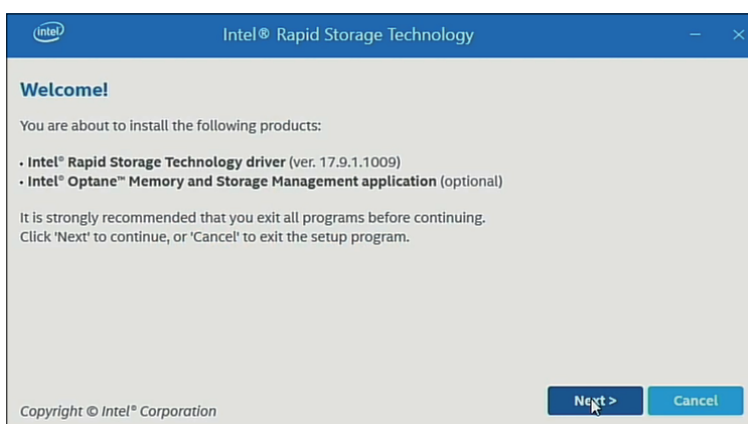 intel
Intel® Rapid Storage Technology
Welcome!
You are about to install the following products:
• Intel® Rapid Storage Technology driver (ver. 17.9.1.1009)
• Intel® Optane™ Memory and Storage Management application (optional)
It is strongly recommended that you exit all programs before continuing.
Click 'Next' to continue, or 'Cancel' to exit the setup program.
Next >
Cancel
Copyright © Intel® Corporation